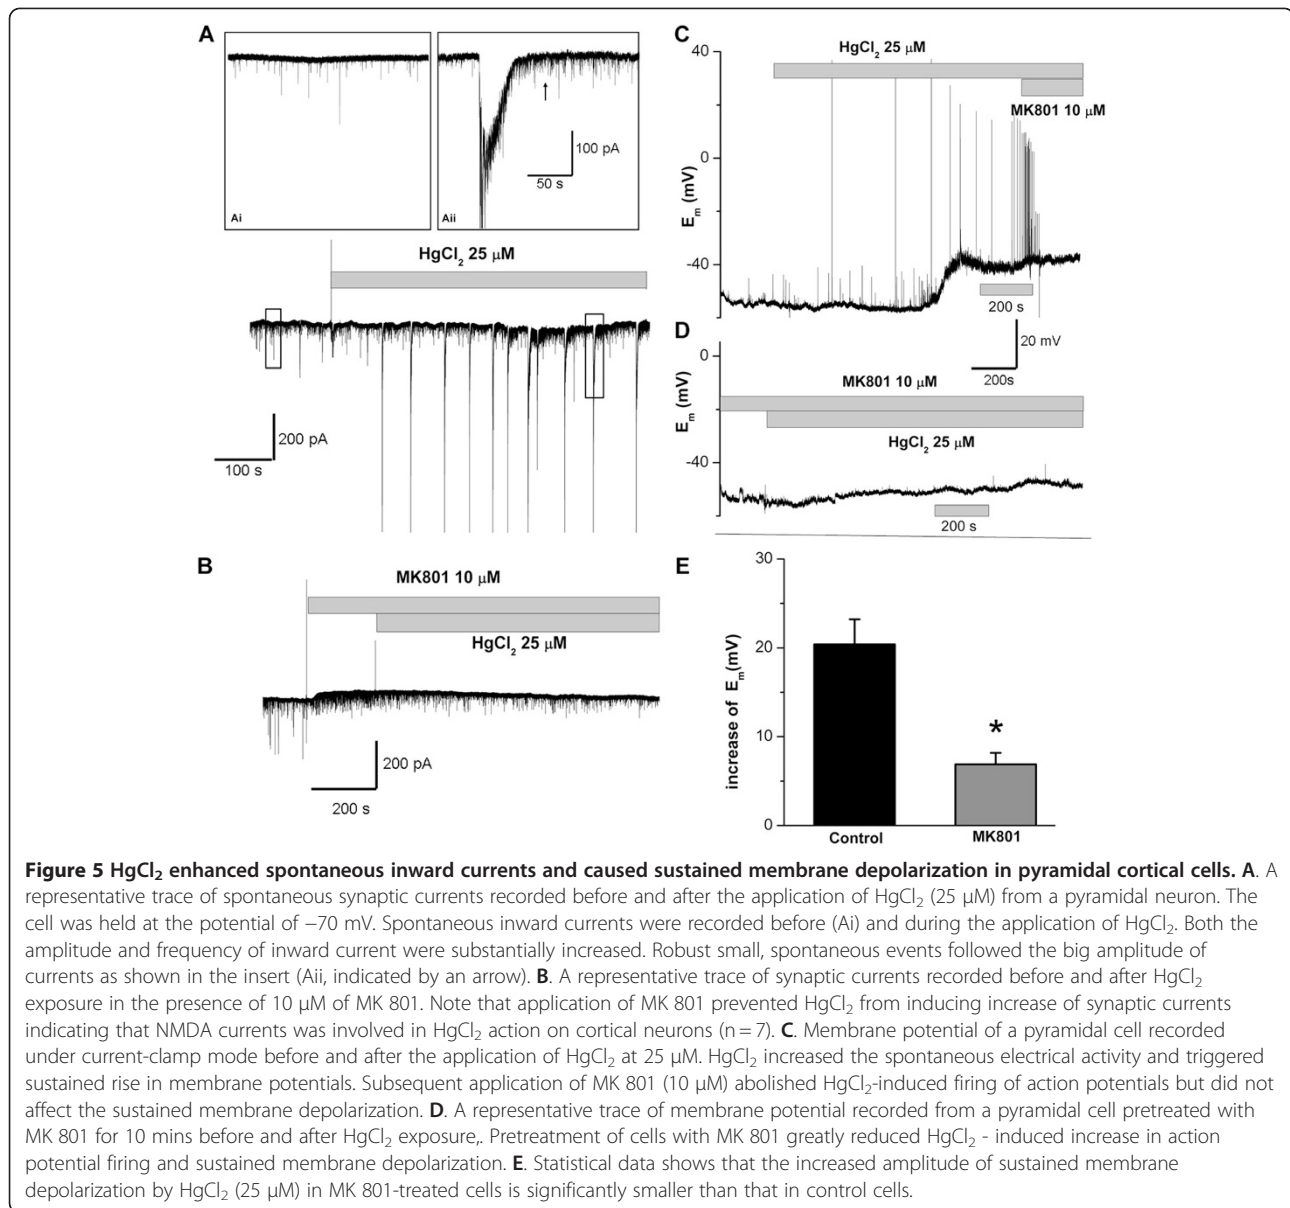 A
Ai
Aii
100 pA
50 s
HgCl₂ 25 μM
200 pA
100 s
B
MK801 10 μM
HgCl₂ 25 μM
200 pA
200 s
C
40
0
-40
Eₘ (mV)
HgCl₂ 25 μM
MK801 10 μM
200 s
20 mV
200s
D
0
-40
Eₘ (mV)
MK801 10 μM
HgCl₂ 25 μM
200 s
E
30
20
10
0
increase of Eₘ(mV)
*
Control
MK801
Figure 5 HgCl₂ enhanced spontaneous inward currents and caused sustained membrane depolarization in pyramidal cortical cells. A. A
representative trace of spontaneous synaptic currents recorded before and after the application of HgCl₂ (25 μM) from a pyramidal neuron. The
cell was held at the potential of −70 mV. Spontaneous inward currents were recorded before (Ai) and during the application of HgCl₂. Both the
amplitude and frequency of inward current were substantially increased. Robust small, spontaneous events followed the big amplitude of
currents as shown in the insert (Aii, indicated by an arrow). B. A representative trace of synaptic currents recorded before and after HgCl₂
exposure in the presence of 10 μM of MK 801. Note that application of MK 801 prevented HgCl₂ from inducing increase of synaptic currents
indicating that NMDA currents was involved in HgCl₂ action on cortical neurons (n = 7). C. Membrane potential of a pyramidal cell recorded
under current-clamp mode before and after the application of HgCl₂ at 25 μM. HgCl₂ increased the spontaneous electrical activity and triggered
sustained rise in membrane potentials. Subsequent application of MK 801 (10 μM) abolished HgCl₂-induced firing of action potentials but did not
affect the sustained membrane depolarization. D. A representative trace of membrane potential recorded from a pyramidal cell pretreated with
MK 801 for 10 mins before and after HgCl₂ exposure,. Pretreatment of cells with MK 801 greatly reduced HgCl₂ - induced increase in action
potential firing and sustained membrane depolarization. E. Statistical data shows that the increased amplitude of sustained membrane
depolarization by HgCl₂ (25 μM) in MK 801-treated cells is significantly smaller than that in control cells.